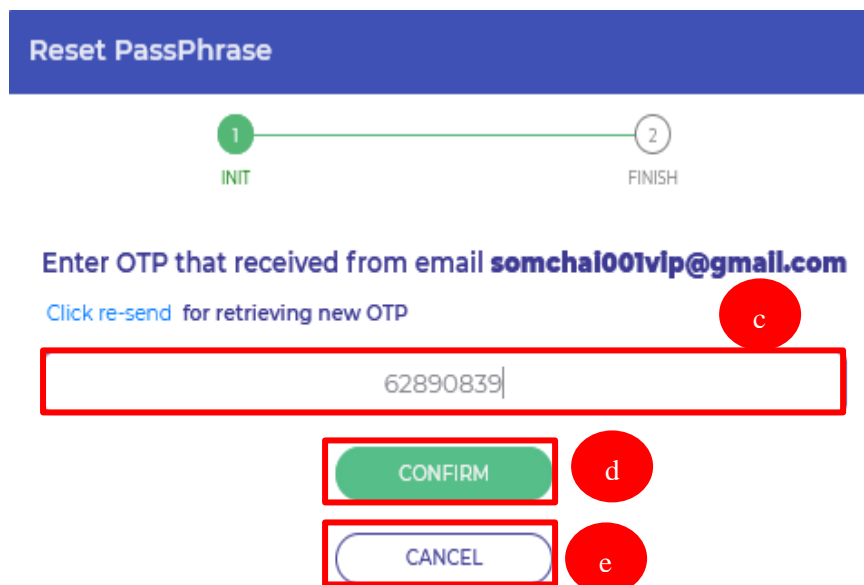 Reset PassPhrase
1
2
INIT
FINISH
Enter OTP that received from email somchai001vip@gmail.com
Click re-send for retrieving new OTP
c
62890839
CONFIRM
d
CANCEL
e